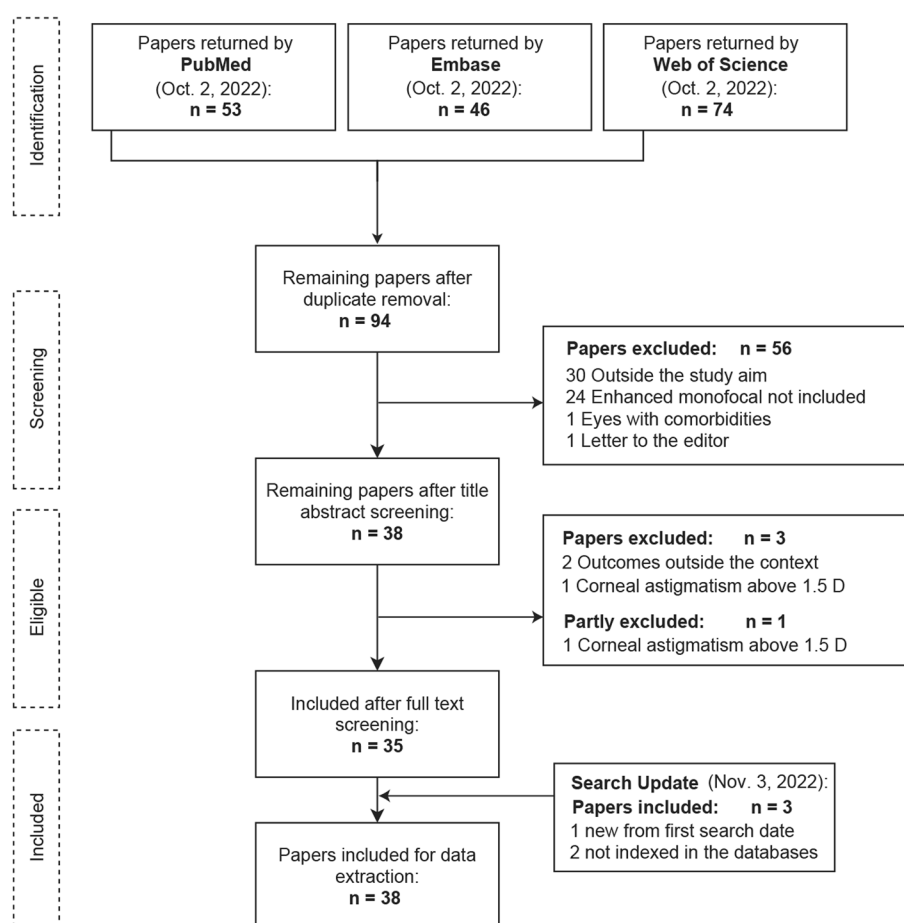 Identification
Papers returned by
PubMed
(Oct. 2, 2022):
n = 53
Papers returned by
Embase
(Oct. 2, 2022):
n = 46
Papers returned by
Web of Science
(Oct. 2, 2022):
n = 74
Screening
Remaining papers after
duplicate removal:
n = 94
Papers excluded: n = 56
30 Outside the study aim
24 Enhanced monofocal not included
1 Eyes with comorbidities
1 Letter to the editor
Remaining papers after title
abstract screening:
n = 38
Eligible
Papers excluded: n = 3
2 Outcomes outside the context
1 Corneal astigmatism above 1.5 D
Partly excluded: n = 1
1 Corneal astigmatism above 1.5 D
Included after full text
screening:
n = 35
Included
Search Update (Nov. 3, 2022):
Papers included: n = 3
1 new from first search date
2 not indexed in the databases
Papers included for data
extraction:
n = 38